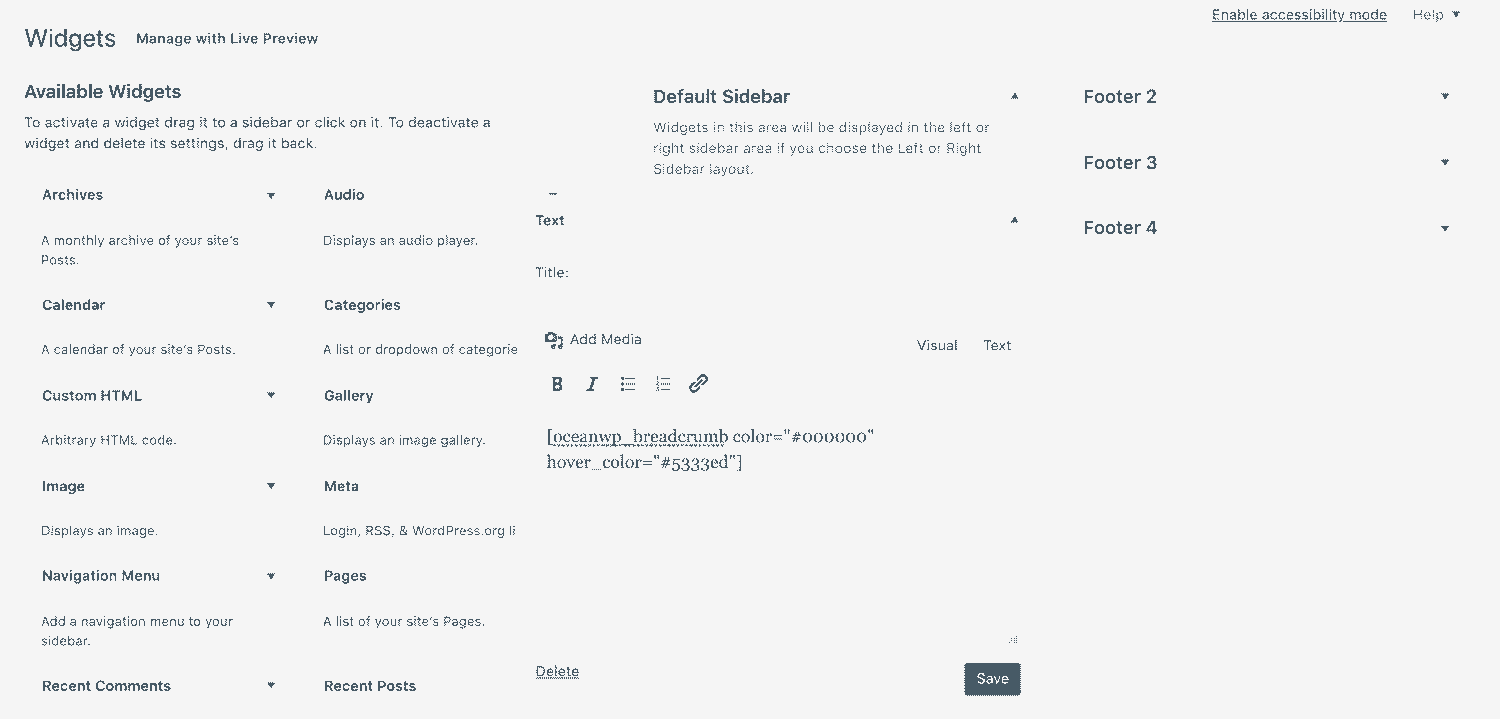 Enable accessibility mode Help
Widgets Manage with Live Preview
Available Widgets
To activate a widget drag it to a sidebar or click on it. To deactivate a
widget and delete its settings, drag it back.
Archives Audio
A monthly archive of your site's Displays an audio player.
Posts.
Calendar Categories
A calendar of your site's Posts. A list or dropdown of categorie
Custom HTML Gallery
Arbitrary HTML code. Displays an image gallery.
Image Meta
Displays an image. Login, RSS, & WordPress.org li
Navigation Menu Pages
Add a navigation menu to your A list of your site's Pages.
sidebar.
Recent Comments Recent Posts
Default Sidebar
Widgets in this area will be displayed in the left or
right sidebar area if you choose the Left or Right
Sidebar layout.
Text
Title:
Add Media Visual Text
B I
[oceanwp_breadcrumb color="#000000"
hover_color="#5333ed"]
Delete Save
Footer 2
Footer 3
Footer 4